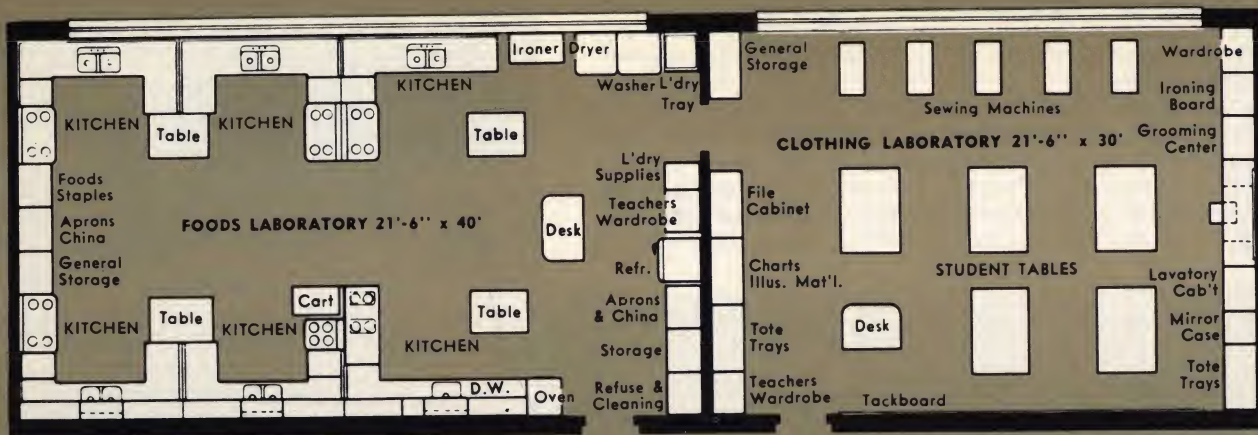 Ironer
Dryer
Washer
L'dry
Tray
KITCHEN
KITCHEN
KITCHEN
Table
Table
Foods
Staples
Aprons
China
General
Storage
FOODS LABORATORY 21'-6" x 40'
Desk
L'dry
Supplies
Teachers
Wardrobe
Refr.
Aprons
& China
Storage
Refuse &
Cleaning
KITCHEN
Table
KITCHEN
Cart
Table
KITCHEN
D.W.
Oven
General
Storage
Sewing Machines
Wardrobe
Ironing
Board
Grooming
Center
CLOTHING LABORATORY 21'-6" x 30'
File
Cabinet
Charts
Illus. Mat'l.
STUDENT TABLES
Tote
Trays
Desk
Teachers
Wardrobe
Tackboard
Lavatory
Cab't
Mirror
Case
Tote
Trays